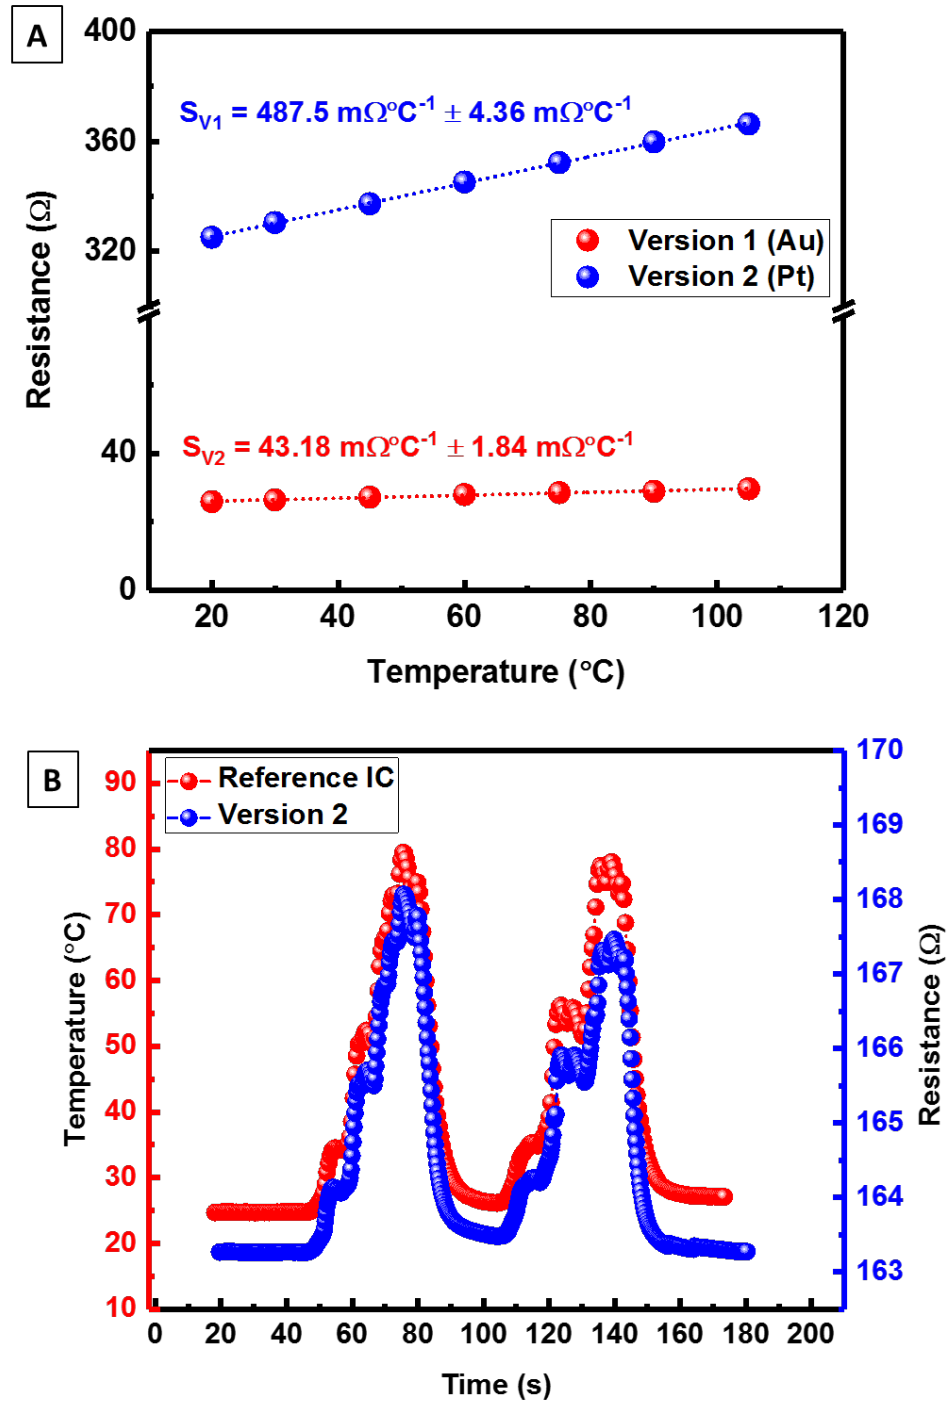 A
400
360
320
40
0
Resistance (Ω)
S_V1 = 487.5 mΩ°C⁻¹ ± 4.36 mΩ°C⁻¹
Version 1 (Au)
Version 2 (Pt)
S_V2 = 43.18 mΩ°C⁻¹ ± 1.84 mΩ°C⁻¹
20 40 60 80 100 120
Temperature (°C)
B
Reference IC
Version 2
90
80
70
60
50
40
30
20
10
Temperature (°C)
170
169
168
167
166
165
164
163
Resistance (Ω)
0 20 40 60 80 100 120 140 160 180 200
Time (s)